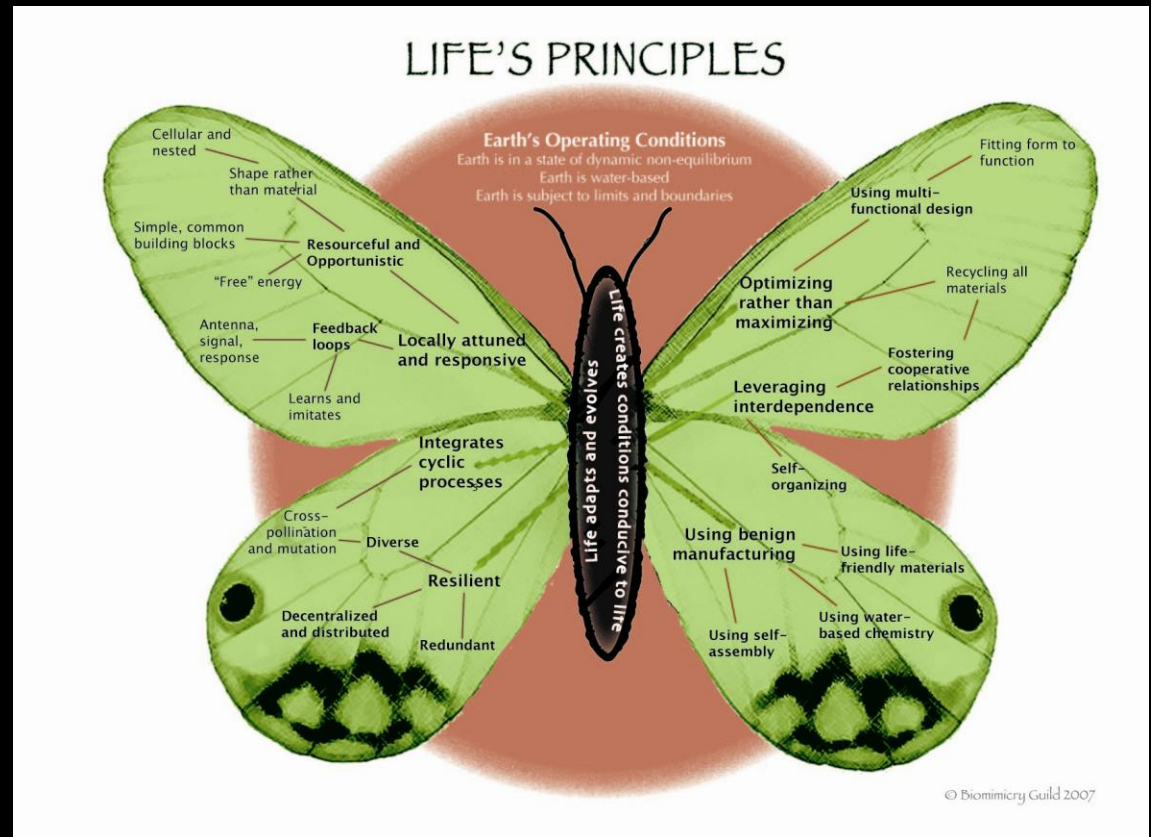 LIFE'S PRINCIPLES
Earth's Operating Conditions
Earth is in a state of dynamic non-equilibrium
Earth is water-based
Earth is subject to limits and boundaries
Cellular and
nested
Shape rather
than material
Simple, common
building blocks
Resourceful and
Opportunistic
"Free" energy
Antenna,
signal,
response
Feedback
loops
Locally attuned
and responsive
Learns and
imitates
Integrates
cyclic
processes
Cross-
pollination
and mutation
Diverse
Resilient
Decentralized
and distributed
Redundant
Life adapts and evolves
Life creates conditions conducive to life
Fitting form to
function
Using multi-
functional design
Optimizing
rather than
maximizing
Recycling all
materials
Fostering
cooperative
relationships
Leveraging
interdependence
Self-
organizing
Using benign
manufacturing
Using life-
friendly materials
Using water-
based chemistry
Using self-
assembly
© Biomimicry Guild 2007